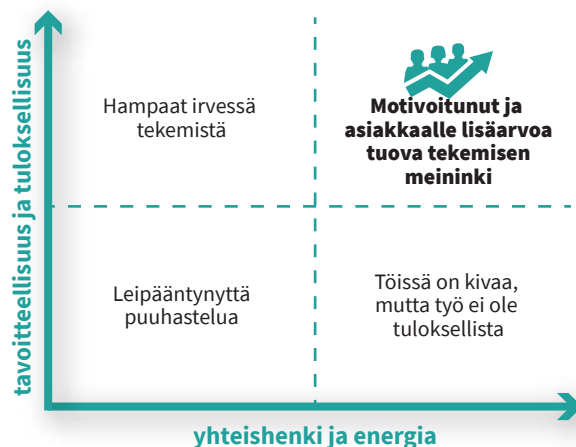 tavoitteellisuus ja tuloksellisuus
Hampaat irvessä
tekemistä
Motivoitunut ja
asiakkaalle lisäarvoa
tuova tekemisen
meininki
Leipääntynyttä
puuhastelua
Töissä on kivaa,
mutta työ ei ole
tuloksellista
yhteishenki ja energia